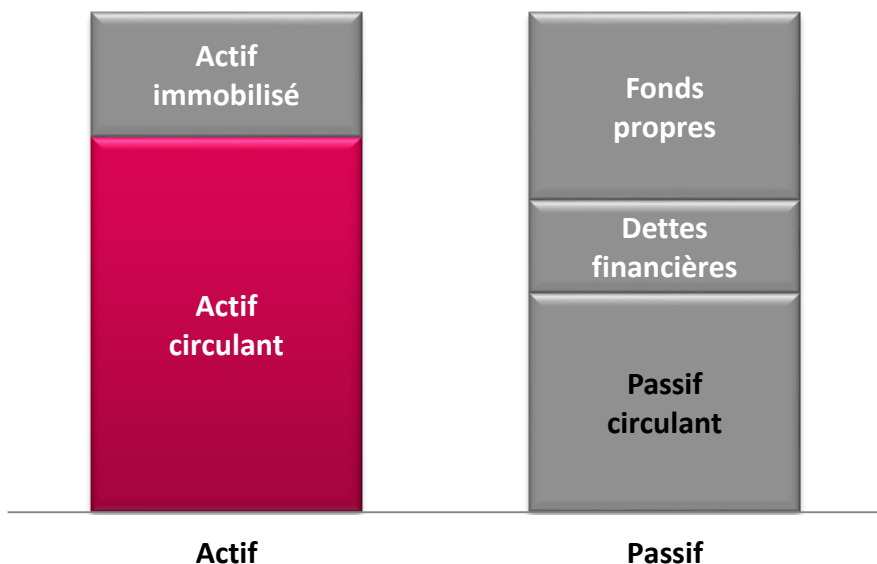 Actif
immobilisé
Actif
circulant
Fonds
propres
Dettes
financières
Passif
circulant
Actif
Passif